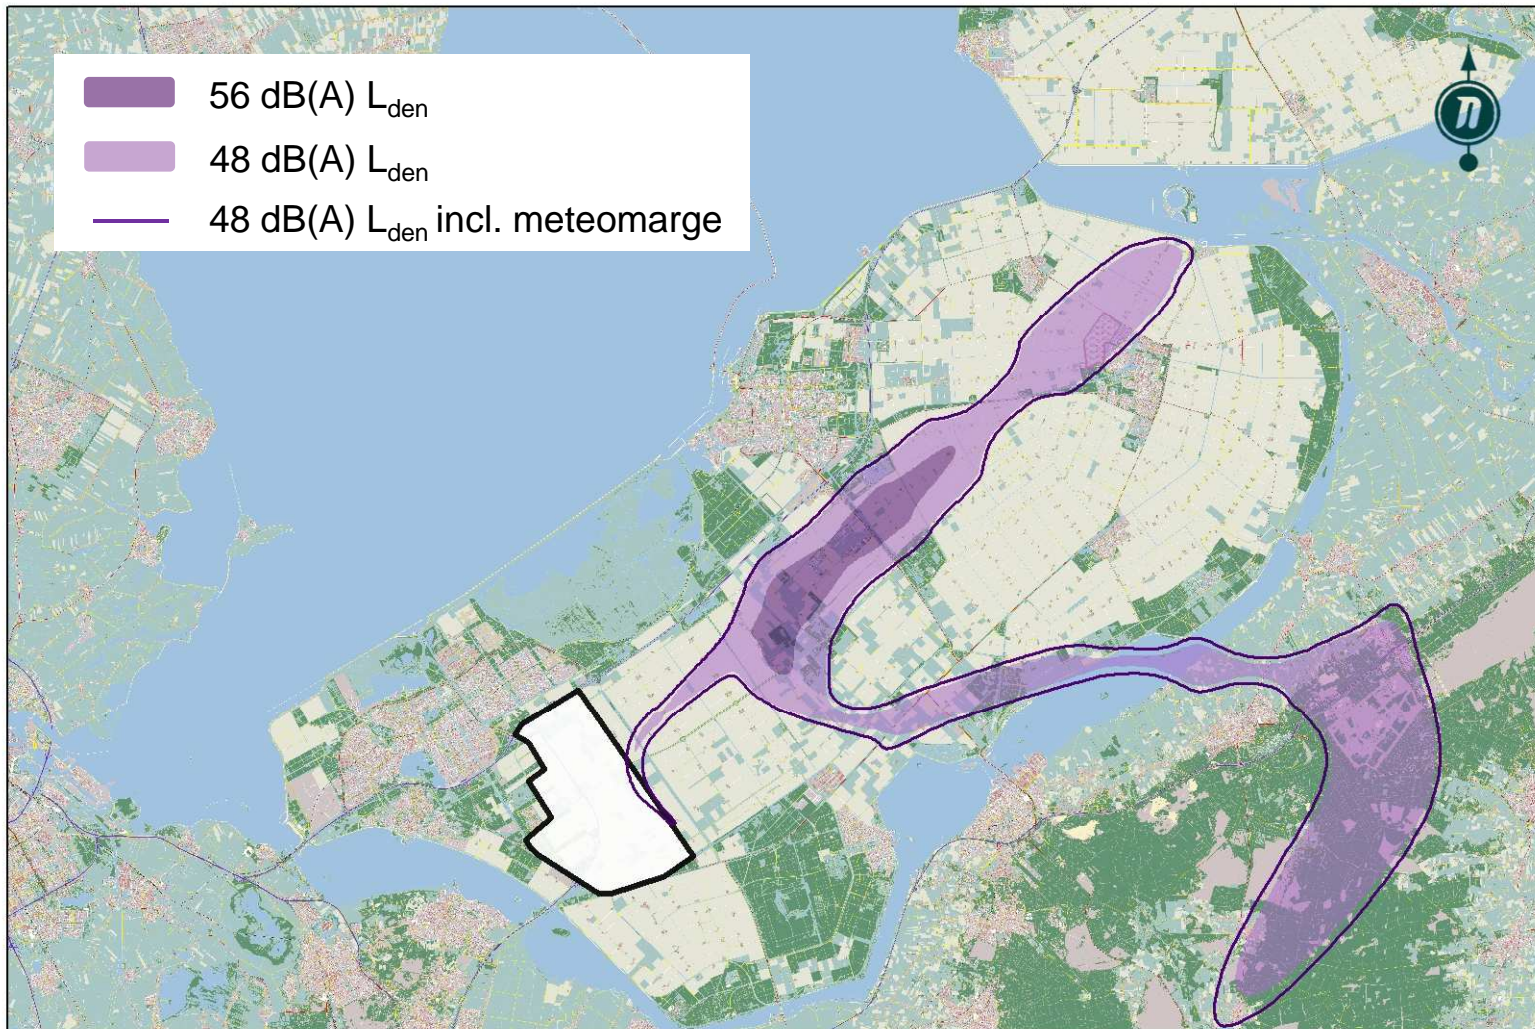 56 dB(A) Lden
48 dB(A) Lden
48 dB(A) Lden incl. meteomarge
n